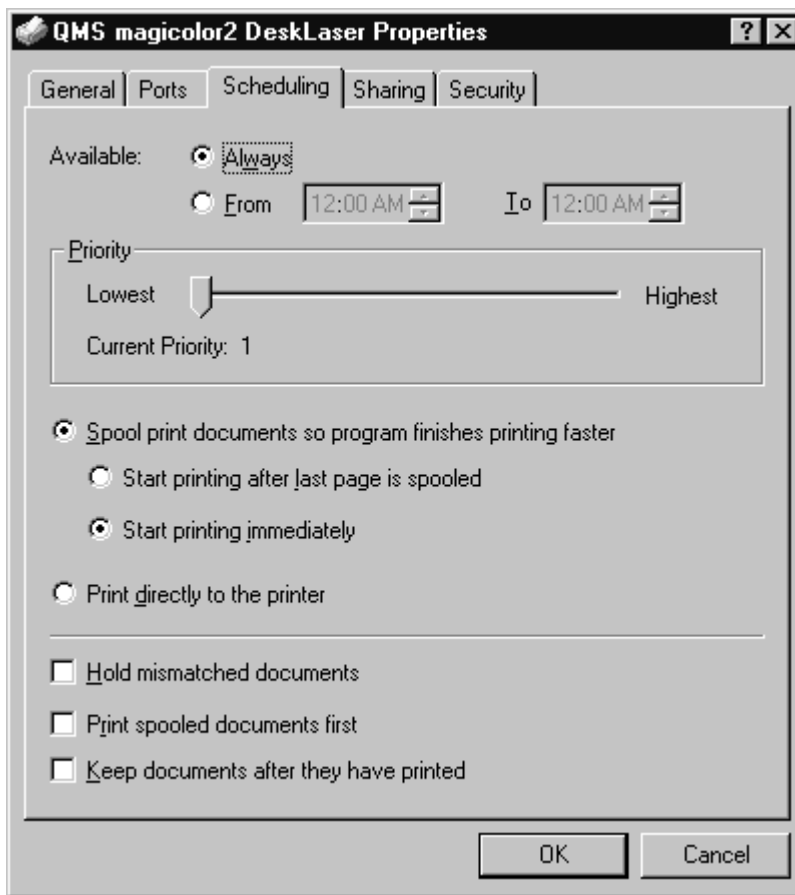 QMS magicolor2 DeskLaser Properties
General Ports Scheduling Sharing Security
Available: Always
From 12:00 AM To 12:00 AM
Priority
Lowest Highest
Current Priority: 1
Spool print documents so program finishes printing faster
Start printing after last page is spooled
Start printing immediately
Print directly to the printer
Hold mismatched documents
Print spooled documents first
Keep documents after they have printed
OK Cancel